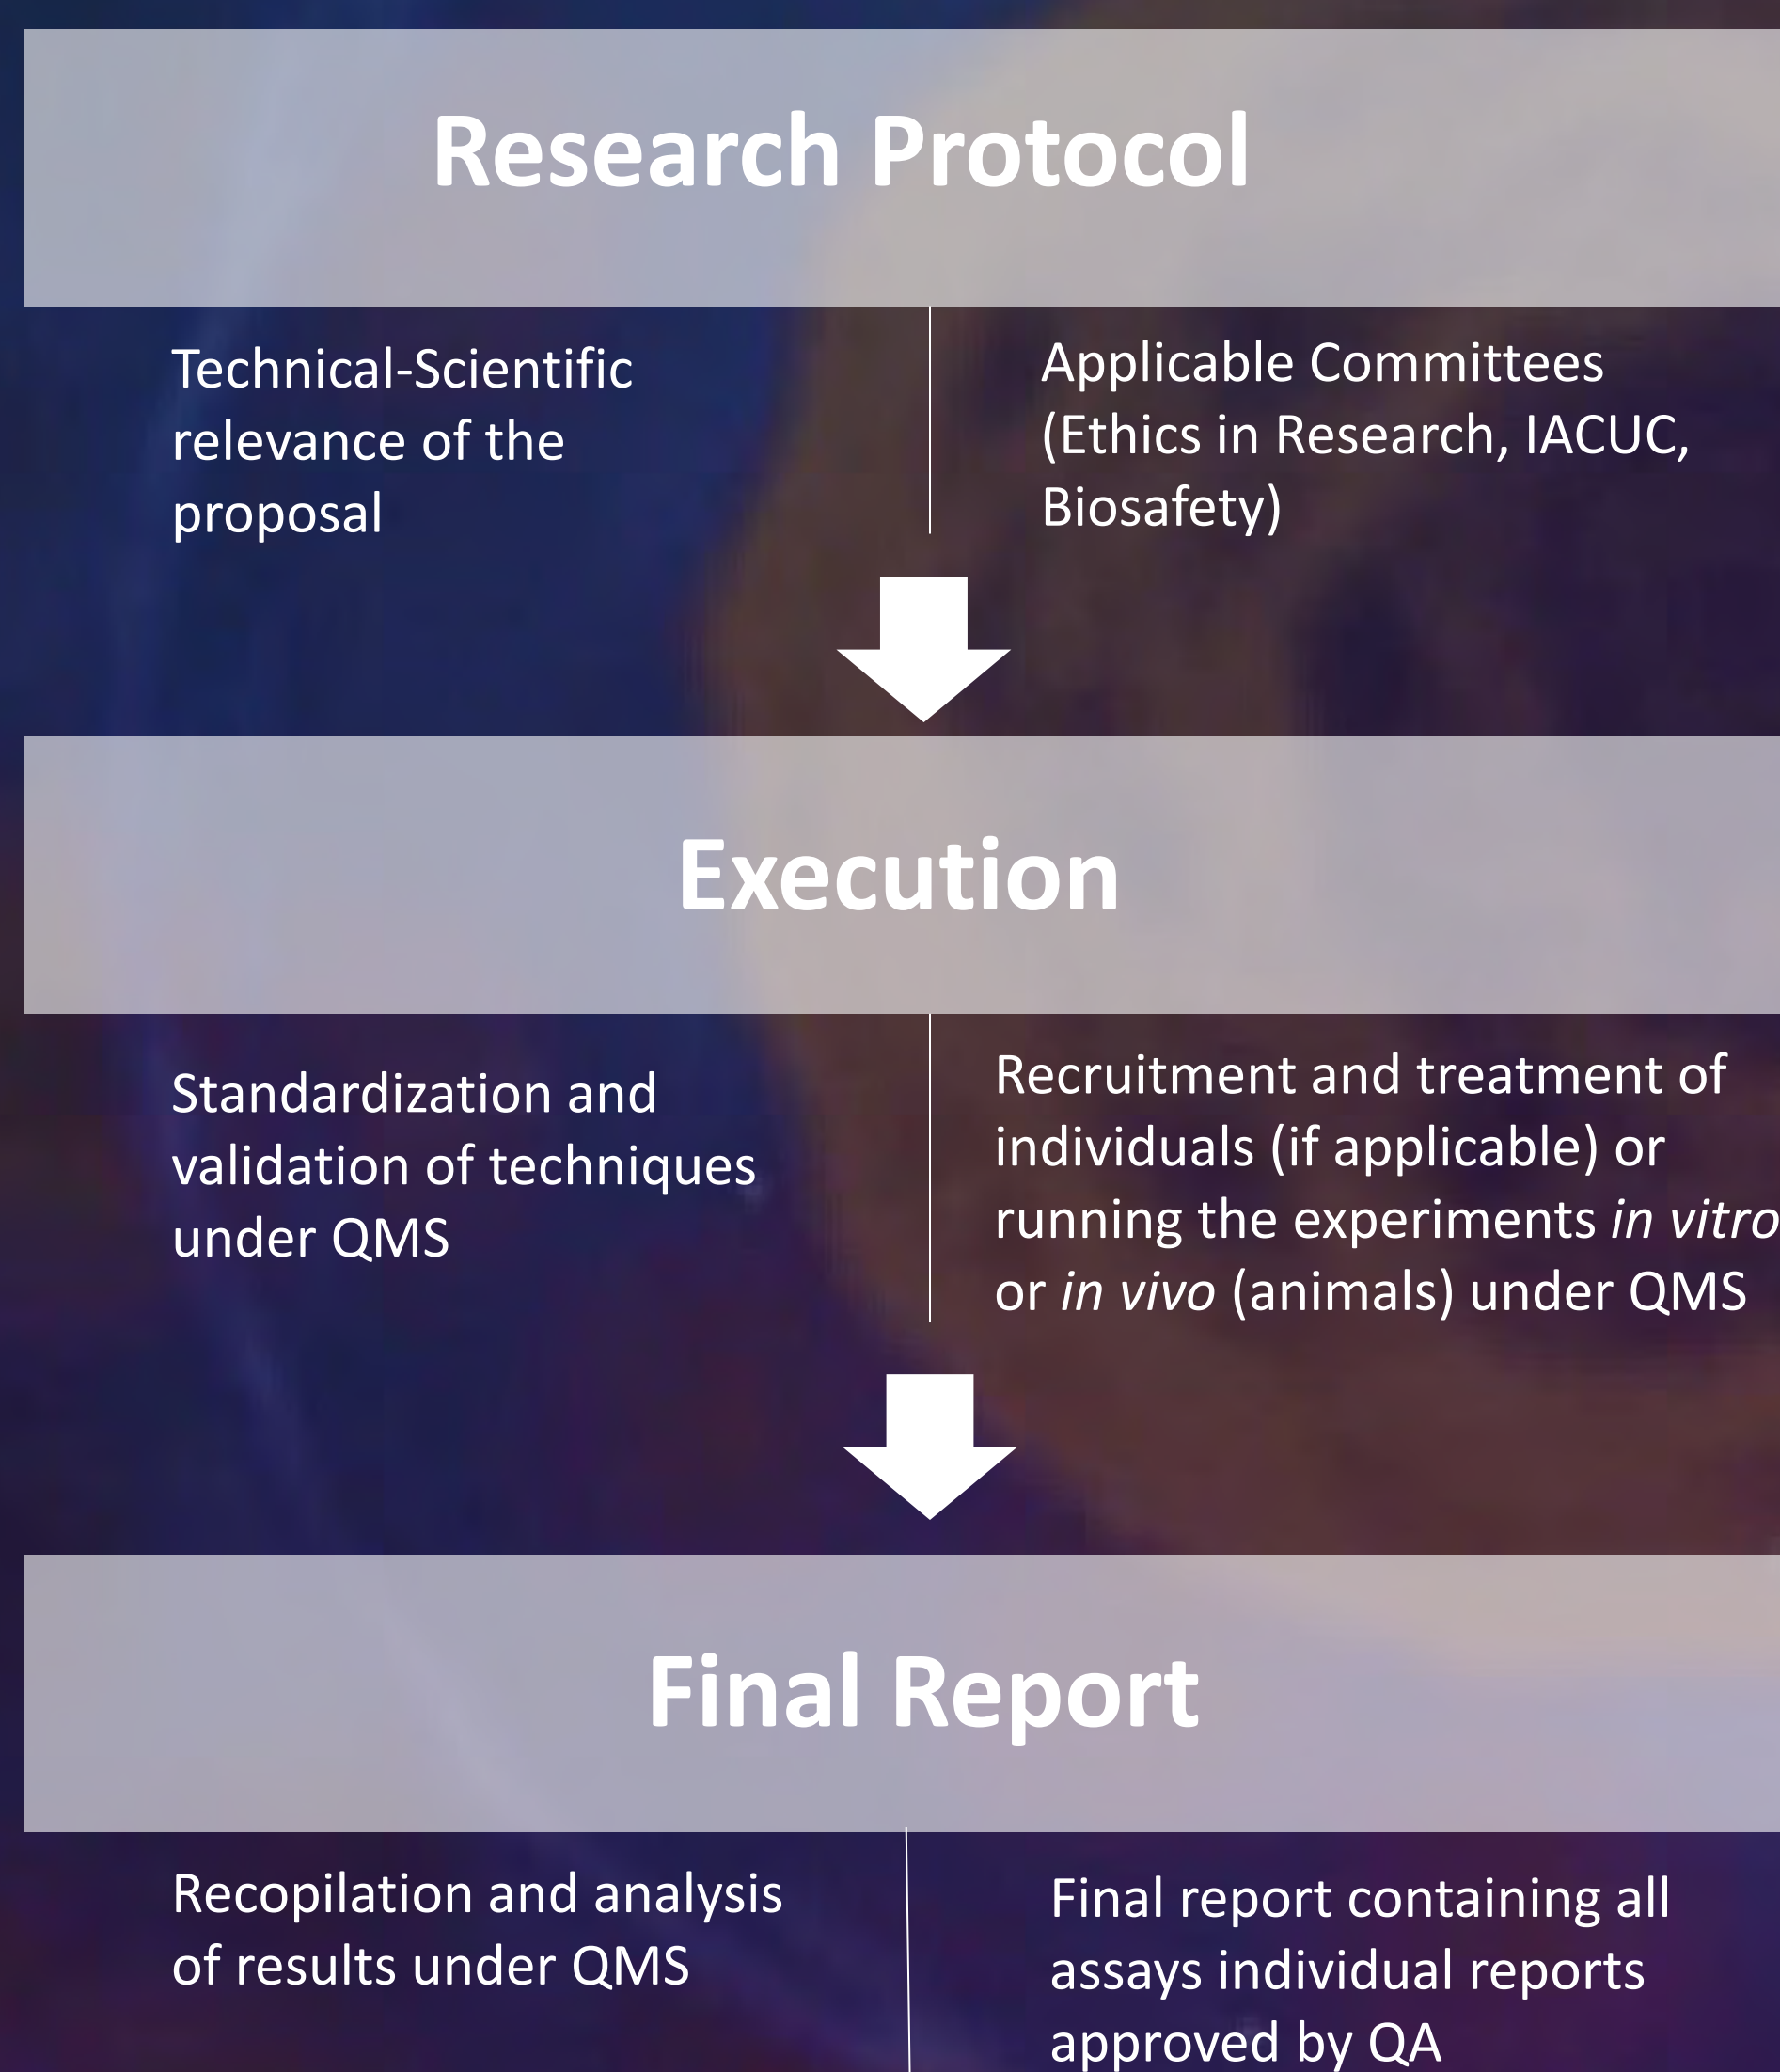 Research Protocol
Technical-Scientific
relevance of the
proposal
Applicable Committees
(Ethics in Research, IACUC,
Biosafety)
Execution
Standardization and
validation of techniques
under QMS
Recruitment and treatment of
individuals (if applicable) or
running the experiments in vitro
or in vivo (animals) under QMS
Final Report
Recopilation and analysis
of results under QMS
Final report containing all
assays individual reports
approved by QA